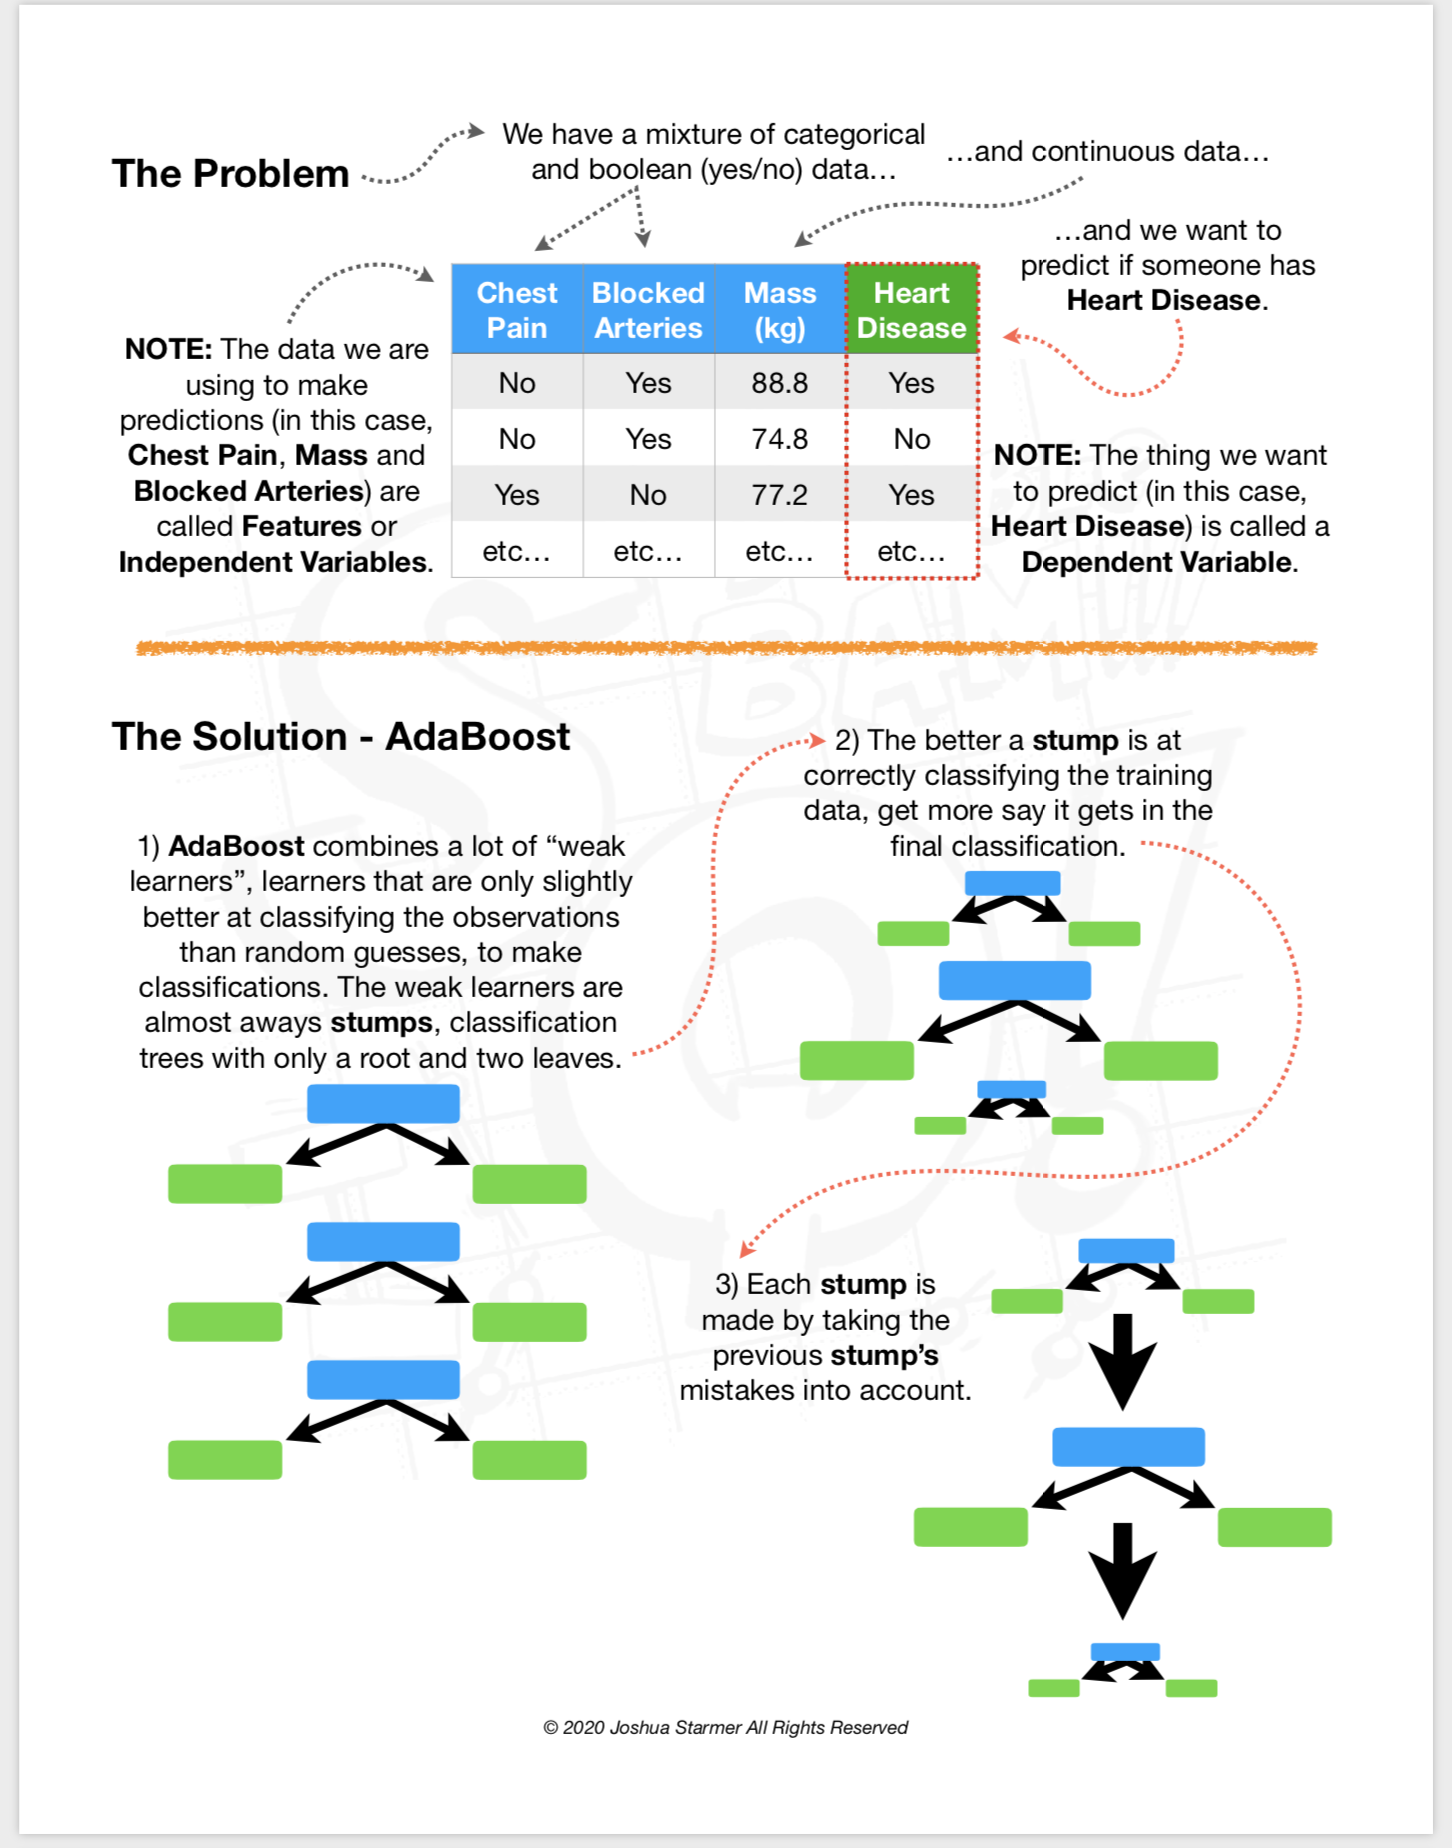 The Problem
We have a mixture of categorical
and boolean (yes/no) data…
…and continuous data…
…and we want to
predict if someone has
Heart Disease.
NOTE: The data we are
using to make
predictions (in this case,
Chest Pain, Mass and
Blocked Arteries) are
called Features or
Independent Variables.
Chest Pain Blocked Arteries Mass (kg) Heart Disease
No Yes 88.8 Yes
No Yes 74.8 No
Yes No 77.2 Yes
etc… etc… etc… etc…
NOTE: The thing we want
to predict (in this case,
Heart Disease) is called a
Dependent Variable.
BAM!!!
The Solution - AdaBoost
1) AdaBoost combines a lot of “weak
learners”, learners that are only slightly
better at classifying the observations
than random guesses, to make
classifications. The weak learners are
almost aways stumps, classification
trees with only a root and two leaves.
2) The better a stump is at
correctly classifying the training
data, get more say it gets in the
final classification.
3) Each stump is
made by taking the
previous stump’s
mistakes into account.
© 2020 Joshua Starmer All Rights Reserved